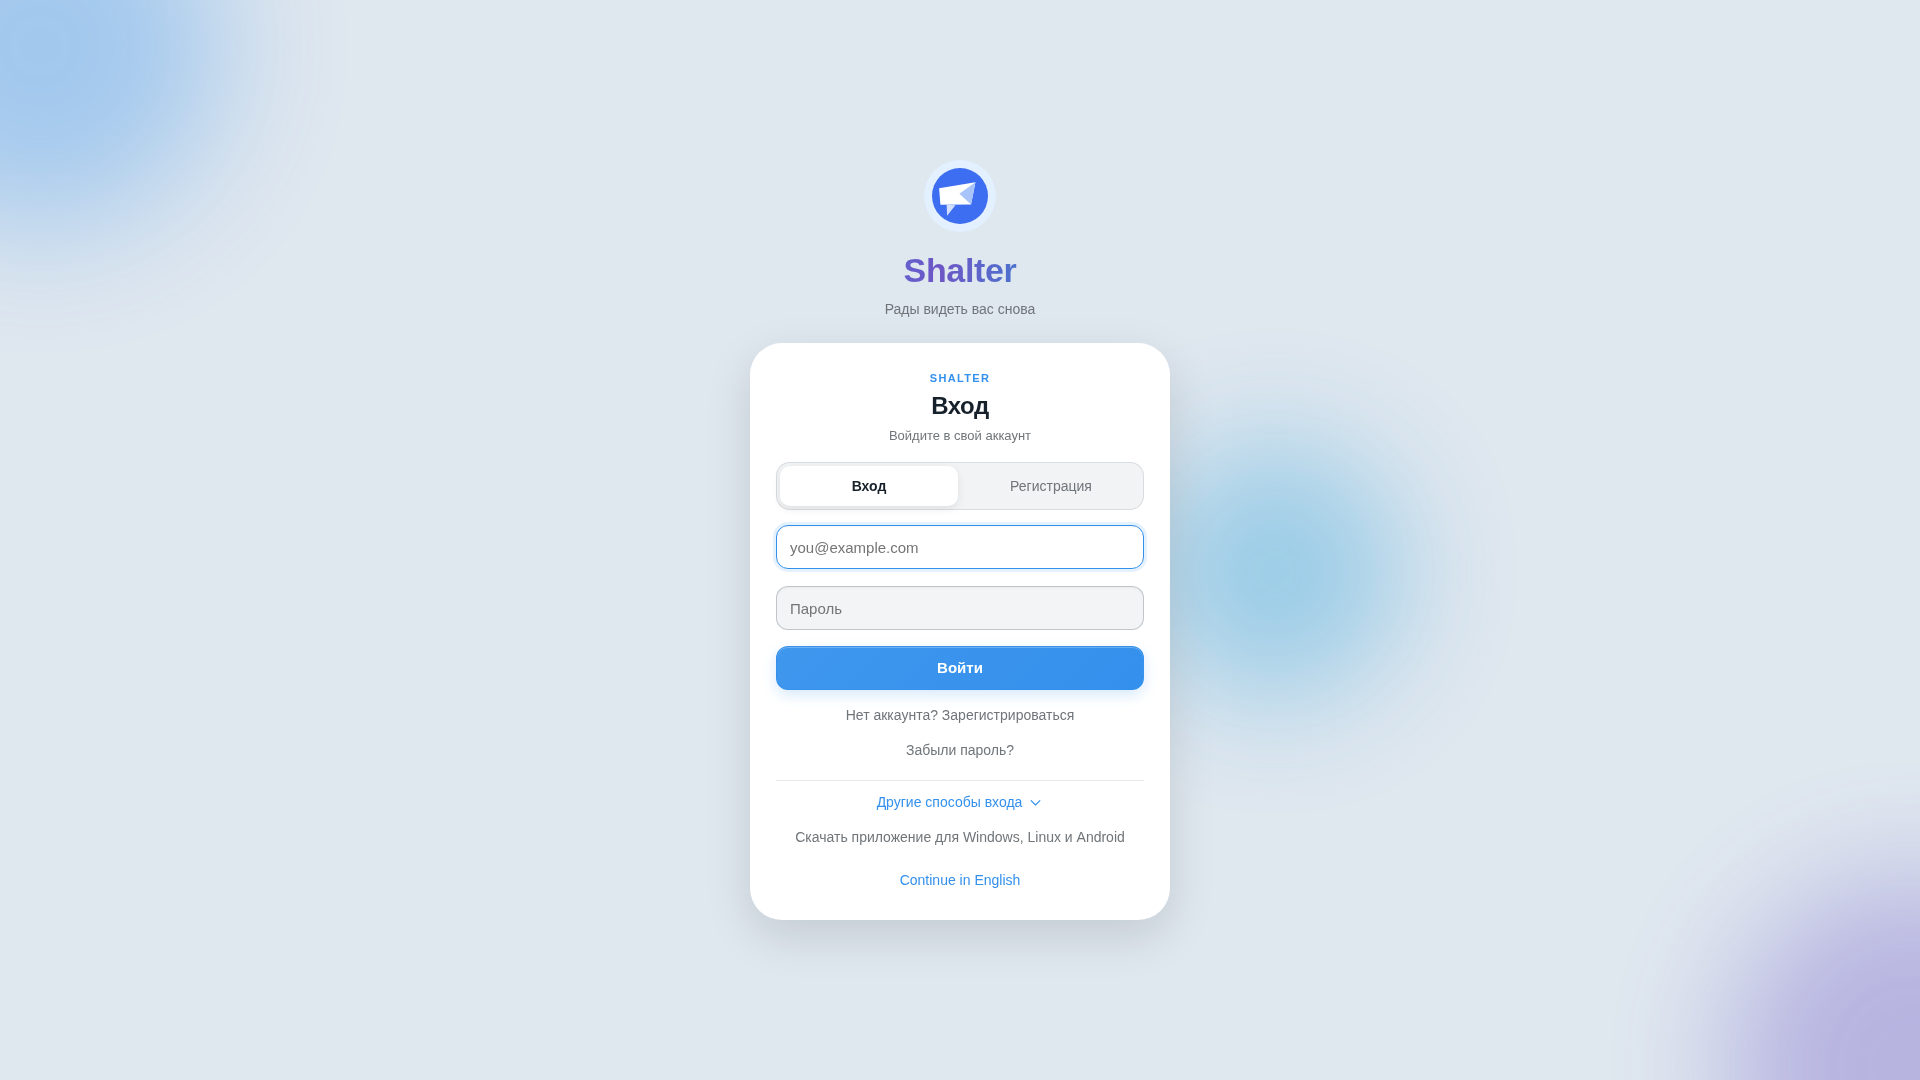 Shalter
Рады видеть вас снова
SHALTER
Вход
Войдите в свой аккаунт
Вход
Регистрация
you@example.com
Пароль
Войти
Нет аккаунта? Зарегистрироваться
Забыли пароль?
Другие способы входа
Скачать приложение для Windows, Linux и Android
Continue in English